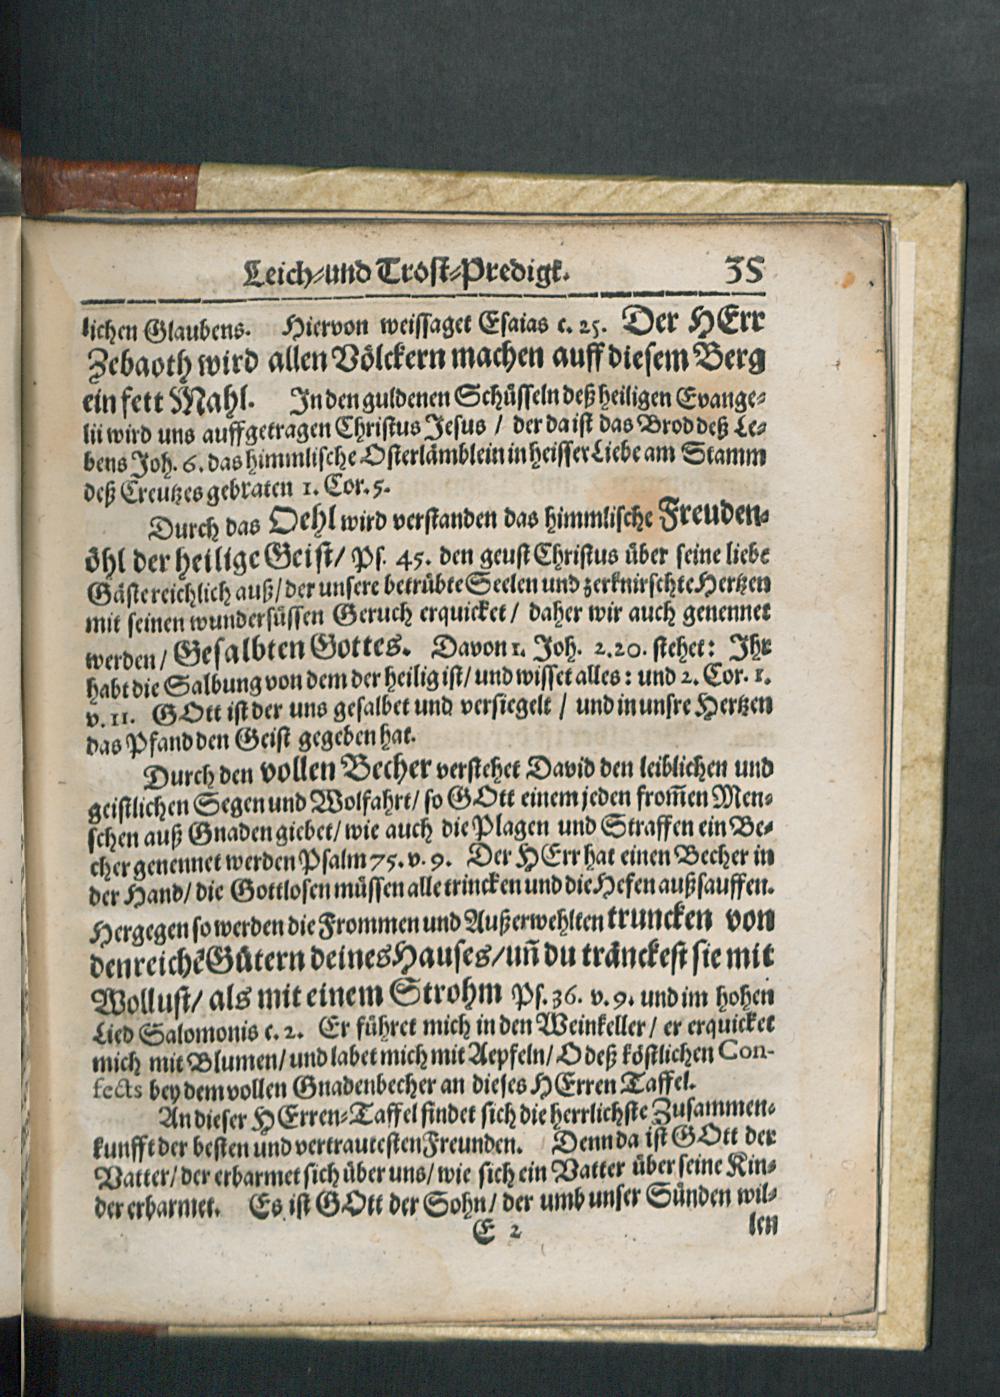 Leich-und Trost-Predigt. 35
lichen Glaubens. Hiervon weissaget Esaias c. 25. Der HErr
Zebaoth wird allen Völckern machen auff diesem Berg
ein fett Mahl. In den guldenen Schüsseln deß heiligen Evange-
lii wird uns auffgetragen Christus Jesus / der da ist das Brod deß Le-
bens Joh. 6. das himmlische Osterlämblein in heisser Liebe am Stamm
deß Creutzes gebraten 1. Cor. 5.
Durch das Oehl wird verstanden das himmlische Freuden-
öhl der heilige Geist / Ps. 45. den geust Christus über seine liebe
Gäste reichlich auß / der unsere betrübte Seelen und zerknirschte Hertzen
mit seinen wundersüssen Geruch erquicket / daher wir auch genennet
werden / Gesalbten Gottes. Davon 1. Joh. 2.20. stehet: Ihr
habt die Salbung von dem der heilig ist / und wisset alles: und 2. Cor. 1.
v. 11. GOtt ist der uns gesalbet und versiegelt / und in unsre Hertzen
das Pfand den Geist gegeben hat.
Durch den vollen Becher verstehet David den leiblichen und
geistlichen Segen und Wolfahrt / so GOtt einem jeden from̃en Men-
schen auß Gnaden giebet / wie auch die Plagen und Straffen ein Be-
cher genennet werden Psalm 75. v. 9. Der HErr hat einen Becher in
der Hand / die Gottlosen müssen alle trincken und die Hefen außsauffen.
Hergegen so werden die Frommen und Außerwehlten truncken von
den reichẽ Gütern deines Hauses / uñ du tränckest sie mit
Wollust / als mit einem Strohm Ps. 36. v. 9. und im hohen
Lied Salomonis c. 2. Er führet mich in den Weinkeller / er erquicket
mich mit Blumen / und labet mich mit Aepfeln / O deß köstlichen Con-
fects bey dem vollen Gnadenbecher an dieses HErren Taffel.
An dieser HErren-Taffel findet sich die herrlichste Zusammen-
kunfft der besten und vertrautesten Freunden. Denn da ist GOtt der
Vatter / der erbarmet sich über uns / wie sich ein Vatter über seine Kin-
der erbarmet. Es ist GOtt der Sohn / der umb unser Sünden wil-
E 2 len